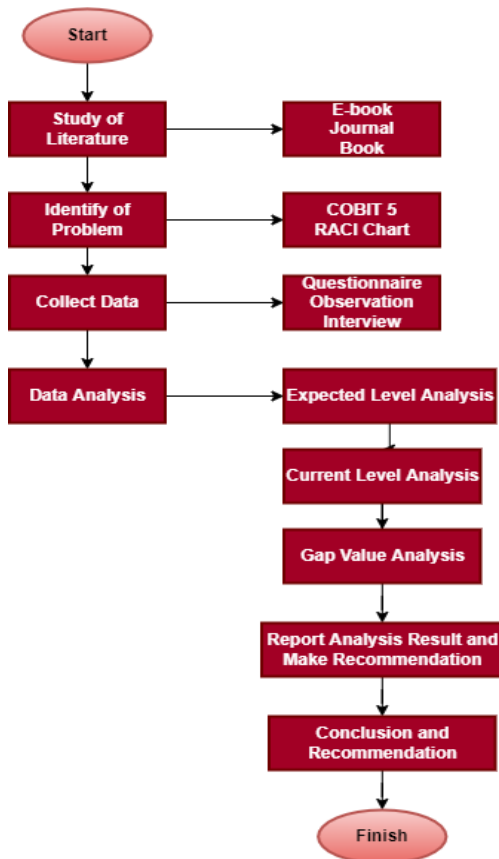 Start
Study of
Literature
E-book
Journal
Book
Identify of
Problem
COBIT 5
RACI Chart
Collect Data
Questionnaire
Observation
Interview
Data Analysis
Expected Level Analysis
Current Level Analysis
Gap Value Analysis
Report Analysis Result and
Make Recommendation
Conclusion and
Recommendation
Finish